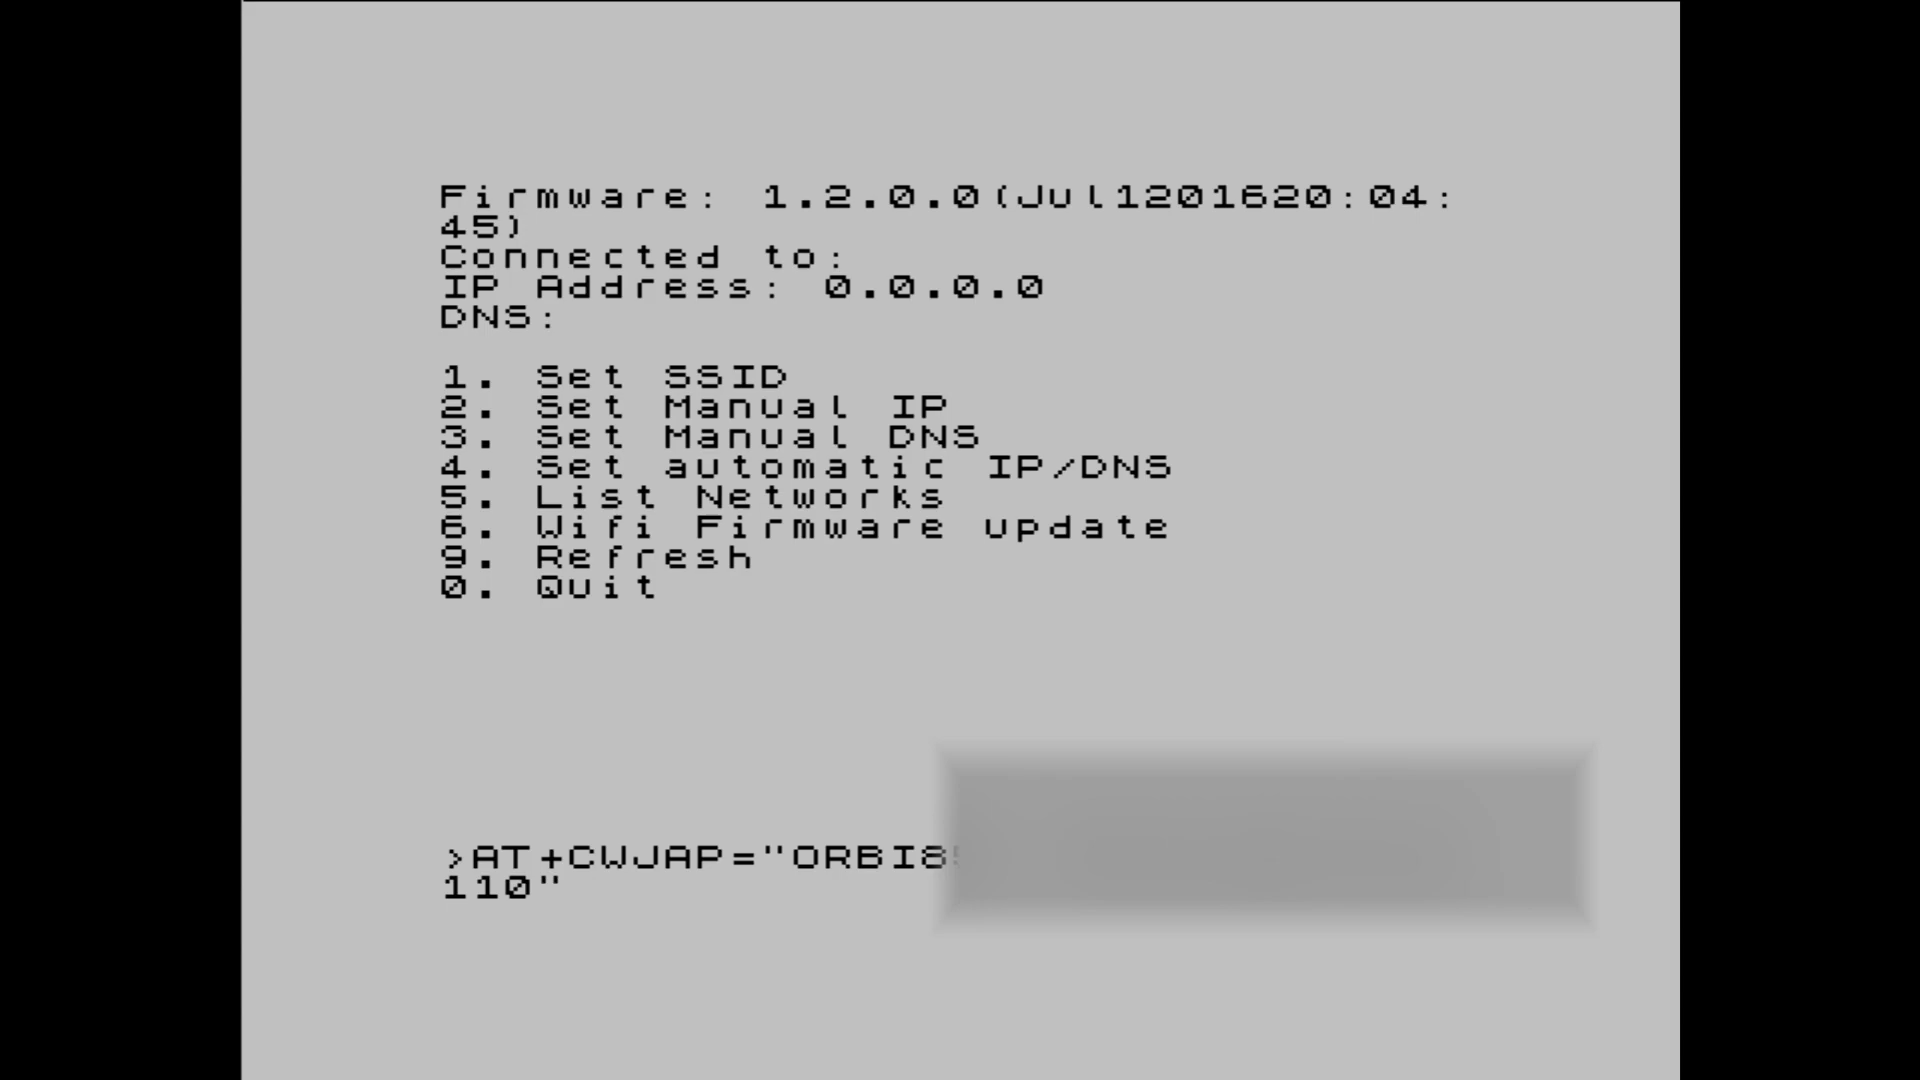 Firmware: 1.2.0.0(Jul1201620:04:
45)
Connected to:
IP Address: 0.0.0.0
DNS:
1. Set SSID
2. Set Manual IP
3. Set Manual DNS
4. Set automatic IP/DNS
5. List Networks
6. Wifi Firmware update
9. Refresh
0. Quit
>AT+CWJAP="ORBI8
110"